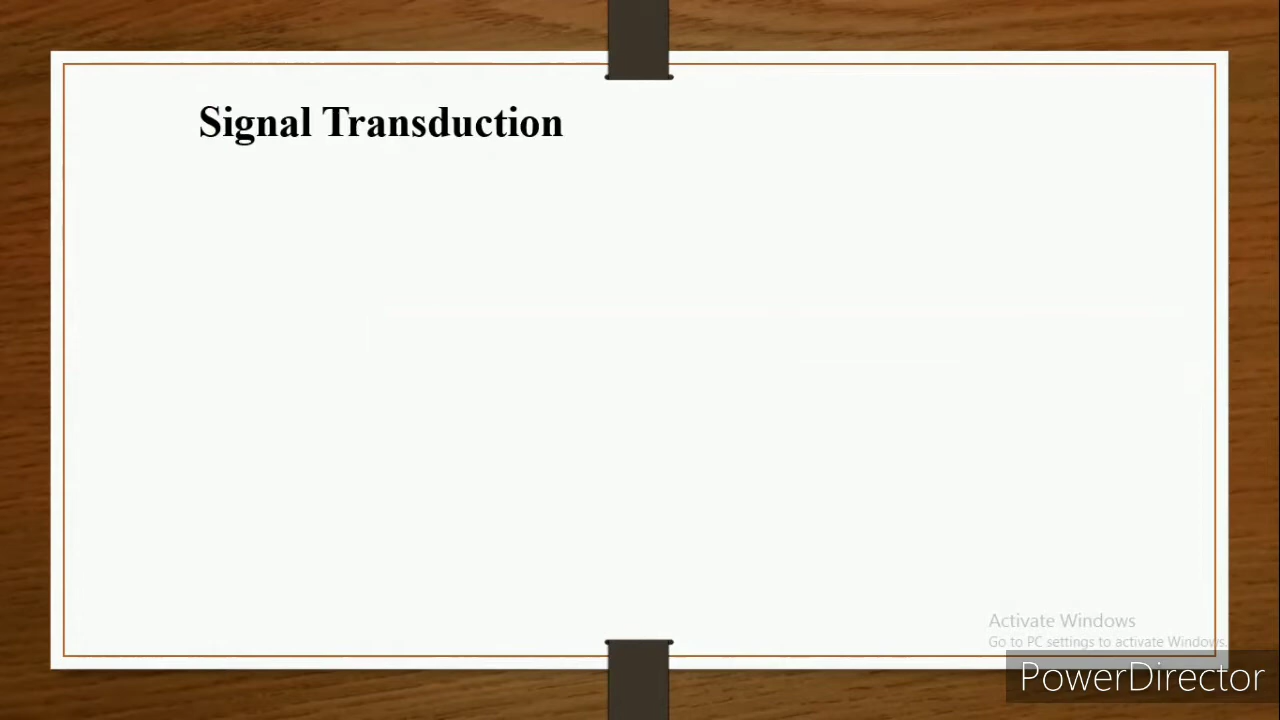 Signal Transduction
Activate Windows
Go to PC settings to activate Windows.
PowerDirector